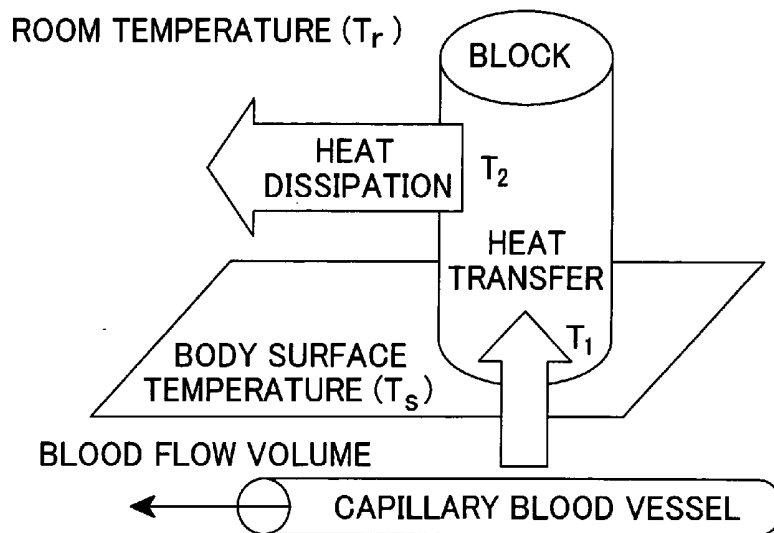 ROOM TEMPERATURE (Tr)
BLOCK
HEAT
DISSIPATION
T2
HEAT
TRANSFER
T1
BODY SURFACE
TEMPERATURE (Ts)
BLOOD FLOW VOLUME
CAPILLARY BLOOD VESSEL